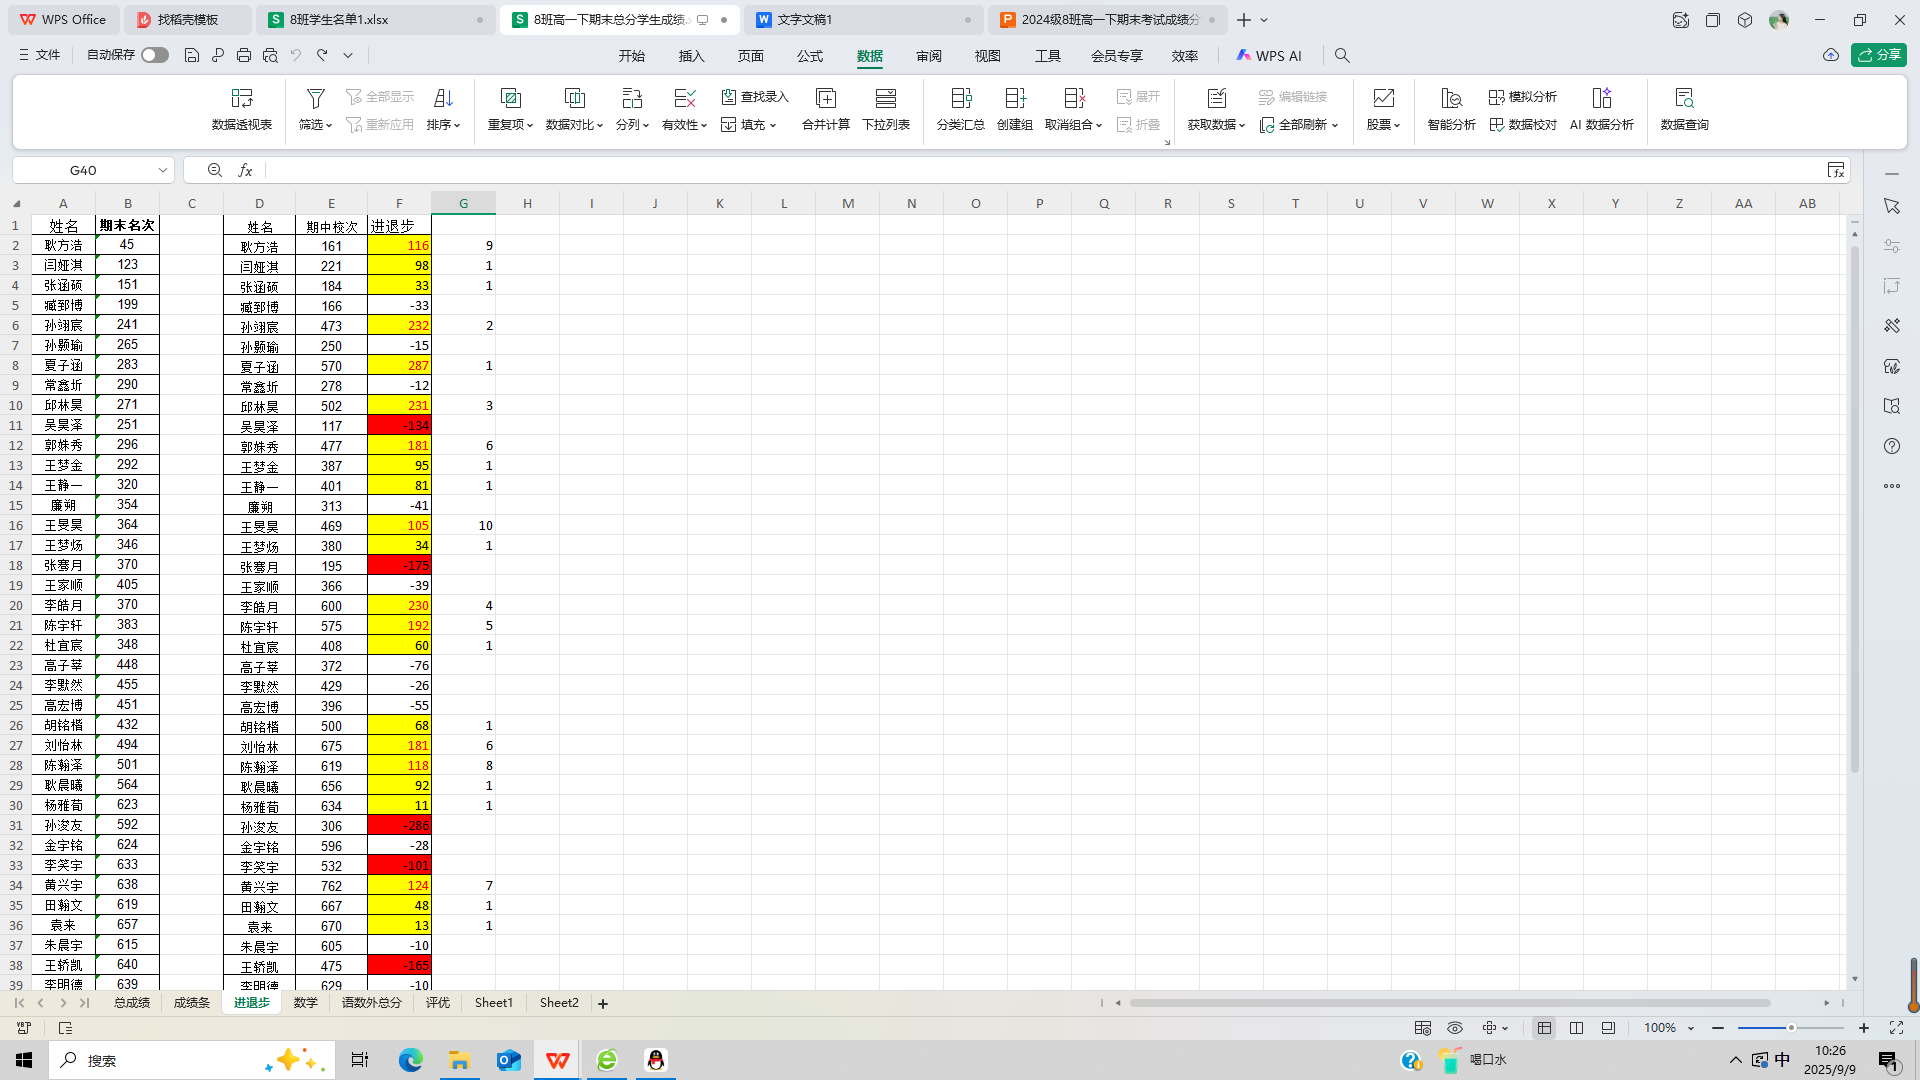 WPS Office 找稻壳模板 8班学生名单1.xlsx 8班高一下期末总分学生成绩. 文字文稿1 2024级8班高一下期末考试成绩分
文件 自动保存 开始 插入 页面 公式 数据 审阅 视图 工具 会员专享 效率 WPS AI 分享
全部显示 查找录入 展开 编辑链接 模拟分析
数据透视表 筛选 重新应用 排序 重复项 数据对比 分列 有效性 填充 合并计算 下拉列表 分类汇总 创建组 取消组合 折叠 获取数据 全部刷新 股票 智能分析 数据校对 AI 数据分析 数据查询
G40 fx
A B C D E F G H I J K L M N O P Q R S T U V W X Y Z AA AB
1 姓名 期末名次 姓名 期中校次 进退步
2 耿方浩 45 耿方浩 161 116 9
3 闫娅淇 123 闫娅淇 221 98 1
4 张涵硕 151 张涵硕 184 33 1
5 臧郅博 199 臧郅博 166 -33
6 孙翊宸 241 孙翊宸 473 232 2
7 孙颢瑜 265 孙颢瑜 250 -15
8 夏子涵 283 夏子涵 570 287 1
9 常鑫圻 290 常鑫圻 278 -12
10 邱林昊 271 邱林昊 502 231 3
11 吴昊泽 251 吴昊泽 117 -134
12 郭姝秀 296 郭姝秀 477 181 6
13 王梦金 292 王梦金 387 95 1
14 王静一 320 王静一 401 81 1
15 廉朔 354 廉朔 313 -41
16 王旻昊 364 王旻昊 469 105 10
17 王梦炀 346 王梦炀 380 34 1
18 张骞月 370 张骞月 195 -175
19 王家顺 405 王家顺 366 -39
20 李皓月 370 李皓月 600 230 4
21 陈宇轩 383 陈宇轩 575 192 5
22 杜宜宸 348 杜宜宸 408 60 1
23 高子莘 448 高子莘 372 -76
24 李默然 455 李默然 429 -26
25 高宏博 451 高宏博 396 -55
26 胡铭楷 432 胡铭楷 500 68 1
27 刘怡林 494 刘怡林 675 181 6
28 陈翰泽 501 陈翰泽 619 118 8
29 耿晨曦 564 耿晨曦 656 92 1
30 杨雅萄 623 杨雅萄 634 11 1
31 孙浚友 592 孙浚友 306 -286
32 金宇铭 624 金宇铭 596 -28
33 李笑宇 633 李笑宇 532 -101
34 黄兴宇 638 黄兴宇 762 124 7
35 田翰文 619 田翰文 667 48 1
36 袁来 657 袁来 670 13 1
37 朱晨宇 615 朱晨宇 605 -10
38 王轿凯 640 王轿凯 475 -165
39 李明德 639 李明德 629 -10
总成绩 成绩条 进退步 数学 语数外总分 评优 Sheet1 Sheet2
100%
搜索 喝口水 中 10:26
2025/9/9 1